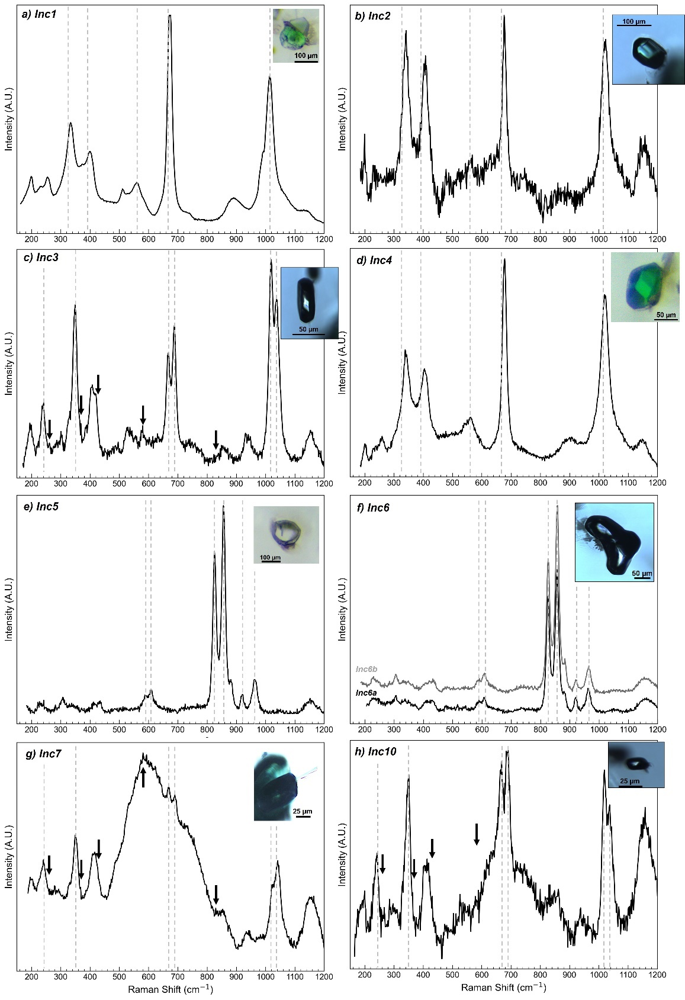 a) Inc1
100 μm
Intensity (A.U.)
200 300 400 500 600 700 800 900 1000 1100 1200
b) Inc2
100 μm
Intensity (A.U.)
200 300 400 500 600 700 800 900 1000 1100 1200
c) Inc3
50 μm
Intensity (A.U.)
200 300 400 500 600 700 800 900 1000 1100 1200
d) Inc4
50 μm
Intensity (A.U.)
200 300 400 500 600 700 800 900 1000 1100 1200
e) Inc5
100 μm
Intensity (A.U.)
200 300 400 500 600 700 800 900 1000 1100 1200
f) Inc6
50 μm
Inc6b
Inc6a
Intensity (A.U.)
200 300 400 500 600 700 800 900 1000 1100 1200
g) Inc7
25 μm
Intensity (A.U.)
200 300 400 500 600 700 800 900 1000 1100 1200
Raman Shift (cm⁻¹)
h) Inc10
25 μm
Intensity (A.U.)
200 300 400 500 600 700 800 900 1000 1100 1200
Raman Shift (cm⁻¹)